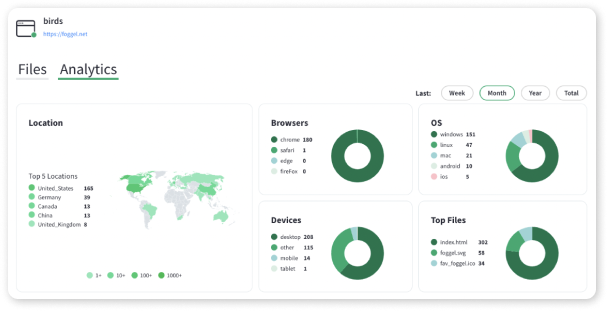 birds
https://foggel.net
Files Analytics
Last: Week Month Year Total
Location
Top 5 Locations
United_States 165
Germany 39
Canada 13
China 13
United_Kingdom 8
1+ 10+ 100+ 1000+
Browsers
chrome 180
safari 1
edge 0
firefox 0
OS
windows 151
linux 47
mac 21
android 10
ios 5
Devices
desktop 208
other 115
mobile 14
tablet 1
Top Files
index.html 302
foggel.svg 58
fav_foggel.ico 34